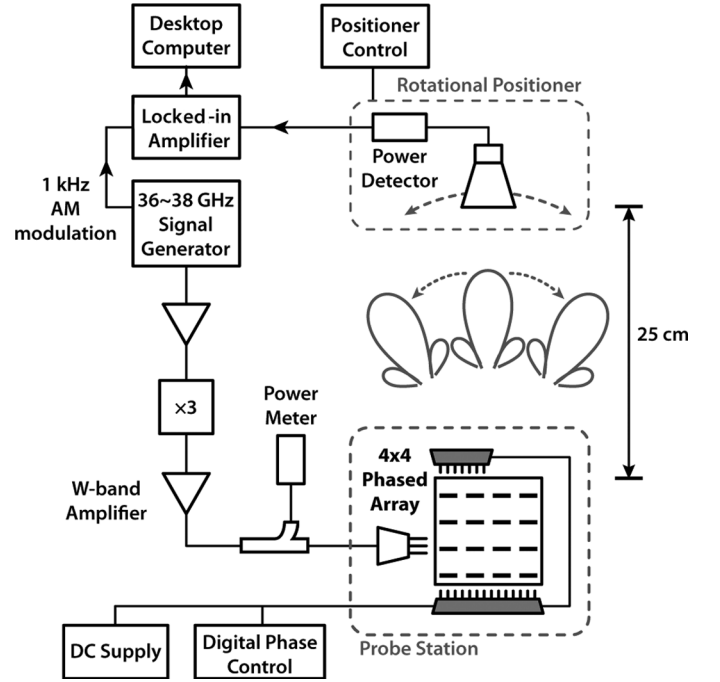 Desktop
Computer
Positioner
Control
Rotational Positioner
Locked-in
Amplifier
Power
Detector
1 kHz
AM
modulation
36~38 GHz
Signal
Generator
25 cm
×3
Power
Meter
W-band
Amplifier
4x4
Phased
Array
DC Supply
Digital Phase
Control
Probe Station